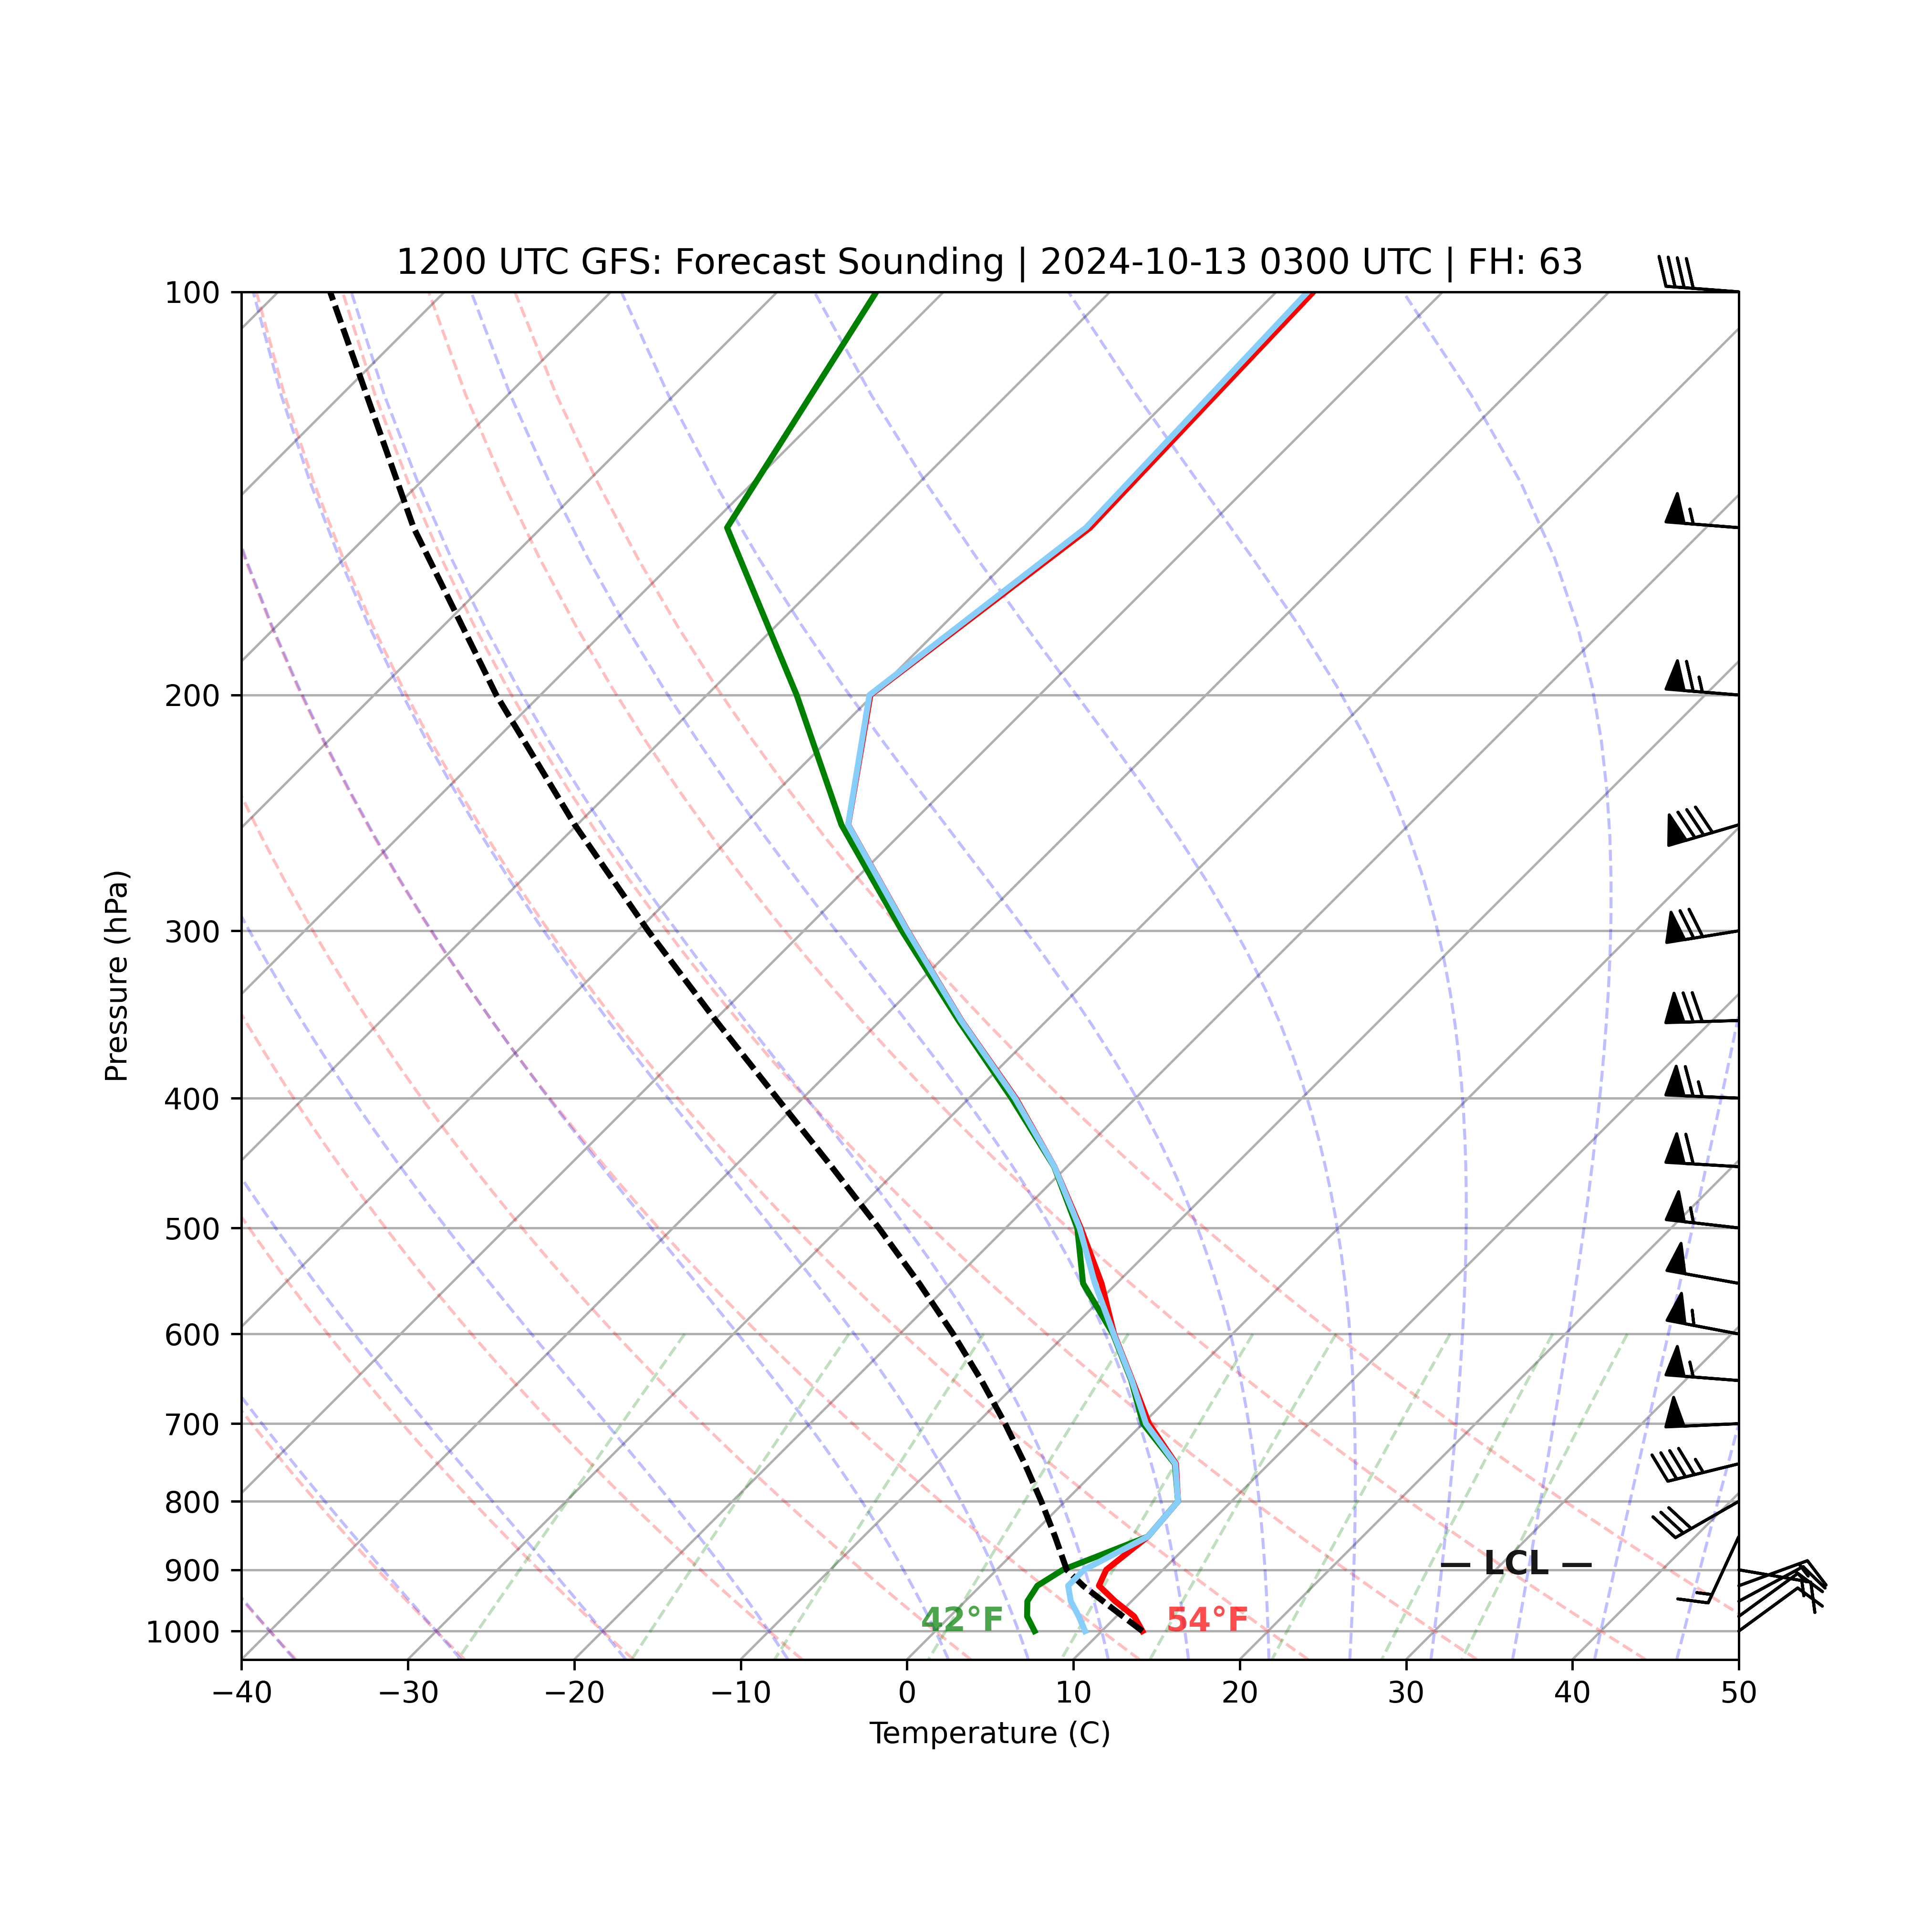 1200 UTC GFS: Forecast Sounding | 2024-10-13 0300 UTC | FH: 63
100
200
300
400
500
600
700
800
900
1000
Pressure (hPa)
— LCL —
42°F
54°F
−40 −30 −20 −10 0 10 20 30 40 50
Temperature (C)